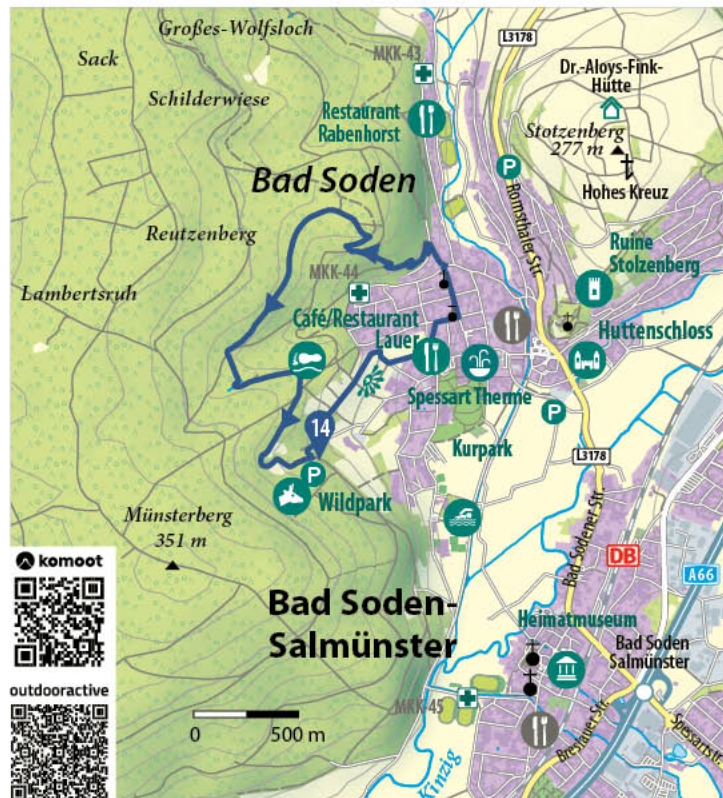 Großes-Wolfsloch
Sack
MKK-43
L3178
Dr.-Aloys-Fink-
Hütte
Schilderwiese
Restaurant
Rabenhorst
Stotzenberg
277 m
P
Hohes Kreuz
Bad Soden
Romsthaler Str.
Reutzenberg
Ruine
Stolzenberg
MKK-44
Lambertsruh
Café/Restaurant
Lauer
Huttenschloss
Spessart Therme
P
14
Kurpark
L3178
P
Wildpark
Münsterberg
351 m
Bad Sodener Str.
komoot
DB
A66
Bad Soden-
Salmünster
Heimatmuseum
Bad Soden
Salmünster
outdooractive
MKK-45
0 500 m
Breslauer Str.
Spessartstr.
Kinzig